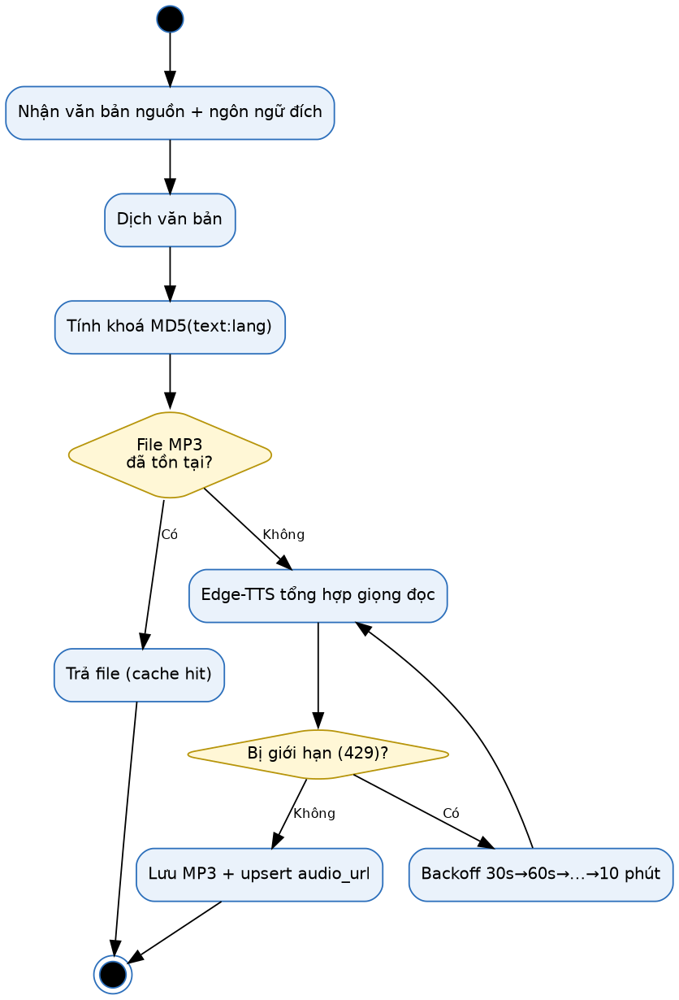 Nhận văn bản nguồn + ngôn ngữ đích
Dịch văn bản
Tính khoá MD5(text:lang)
File MP3
đã tồn tại?
Có
Không
Edge-TTS tổng hợp giọng đọc
Trả file (cache hit)
Bị giới hạn (429)?
Không
Có
Lưu MP3 + upsert audio_url
Backoff 30s→60s→...→10 phút